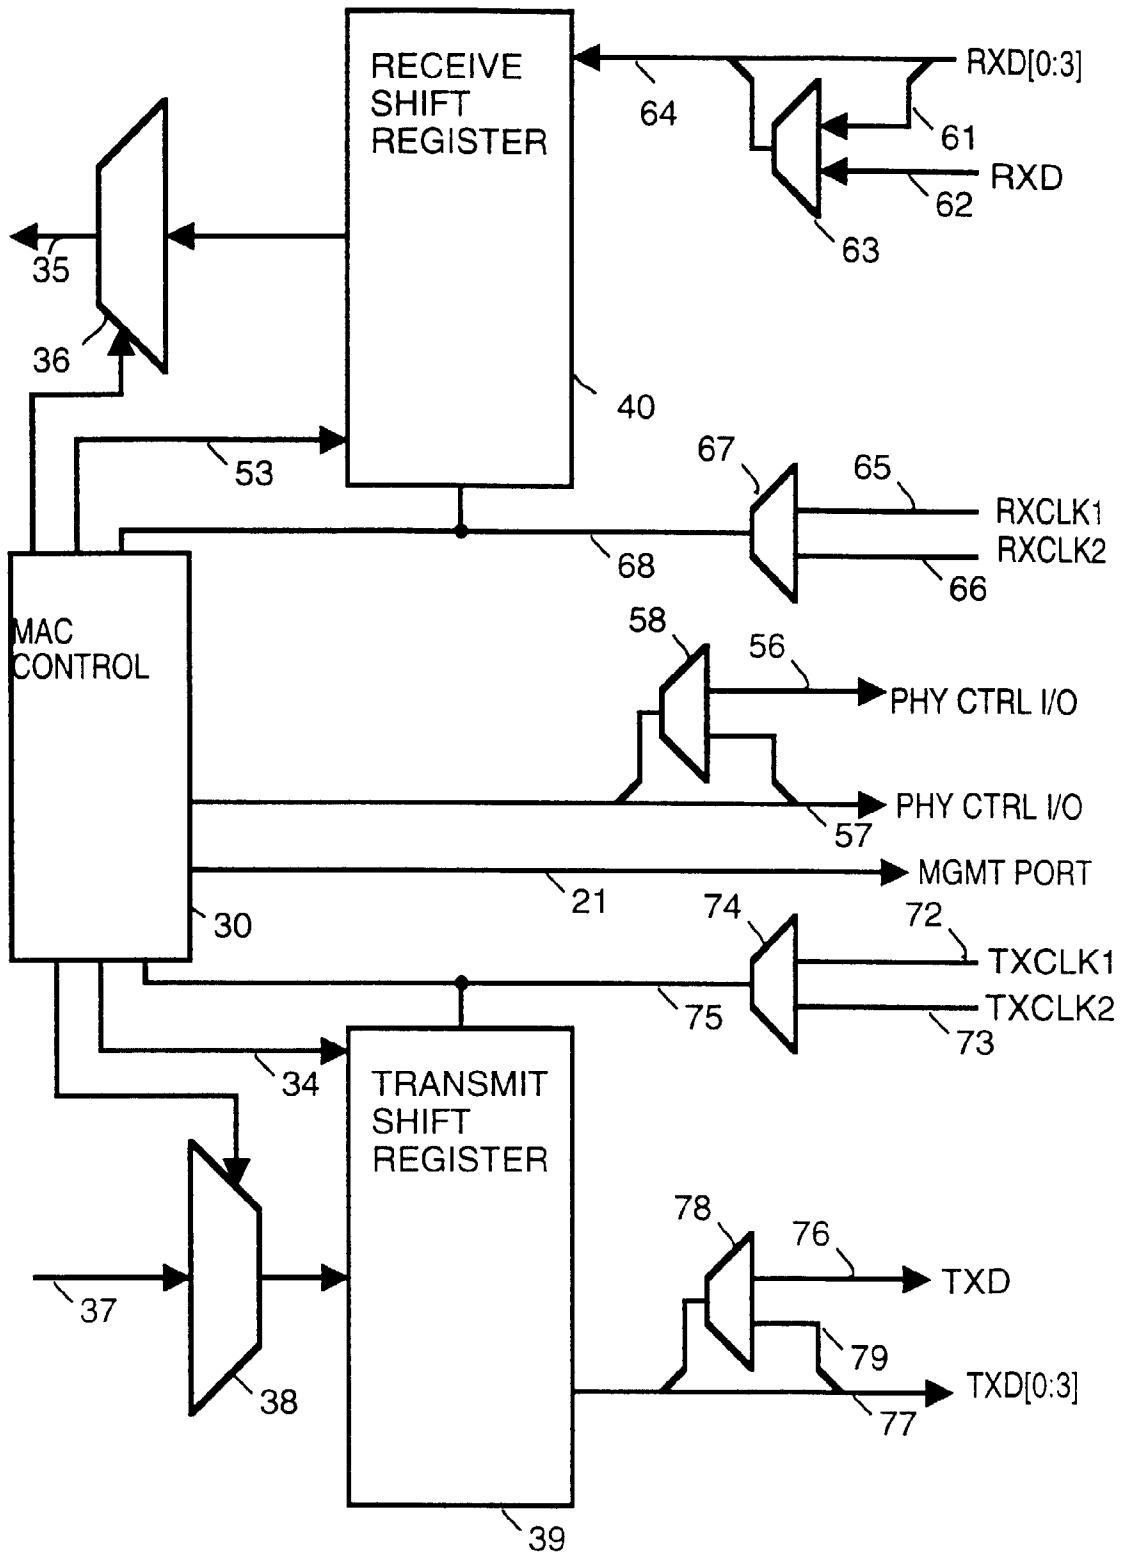 RECEIVE
SHIFT
REGISTER
RXD[0:3]
64
61
RXD
62
63
35
36
40
53
67
65
RXCLK1
RXCLK2
68
66
MAC
CONTROL
58
56
PHY CTRL I/O
PHY CTRL I/O
57
MGMT PORT
21
30
74
72
TXCLK1
TXCLK2
75
73
34
TRANSMIT
SHIFT
REGISTER
78
76
TXD
37
79
38
TXD[0:3]
77
39